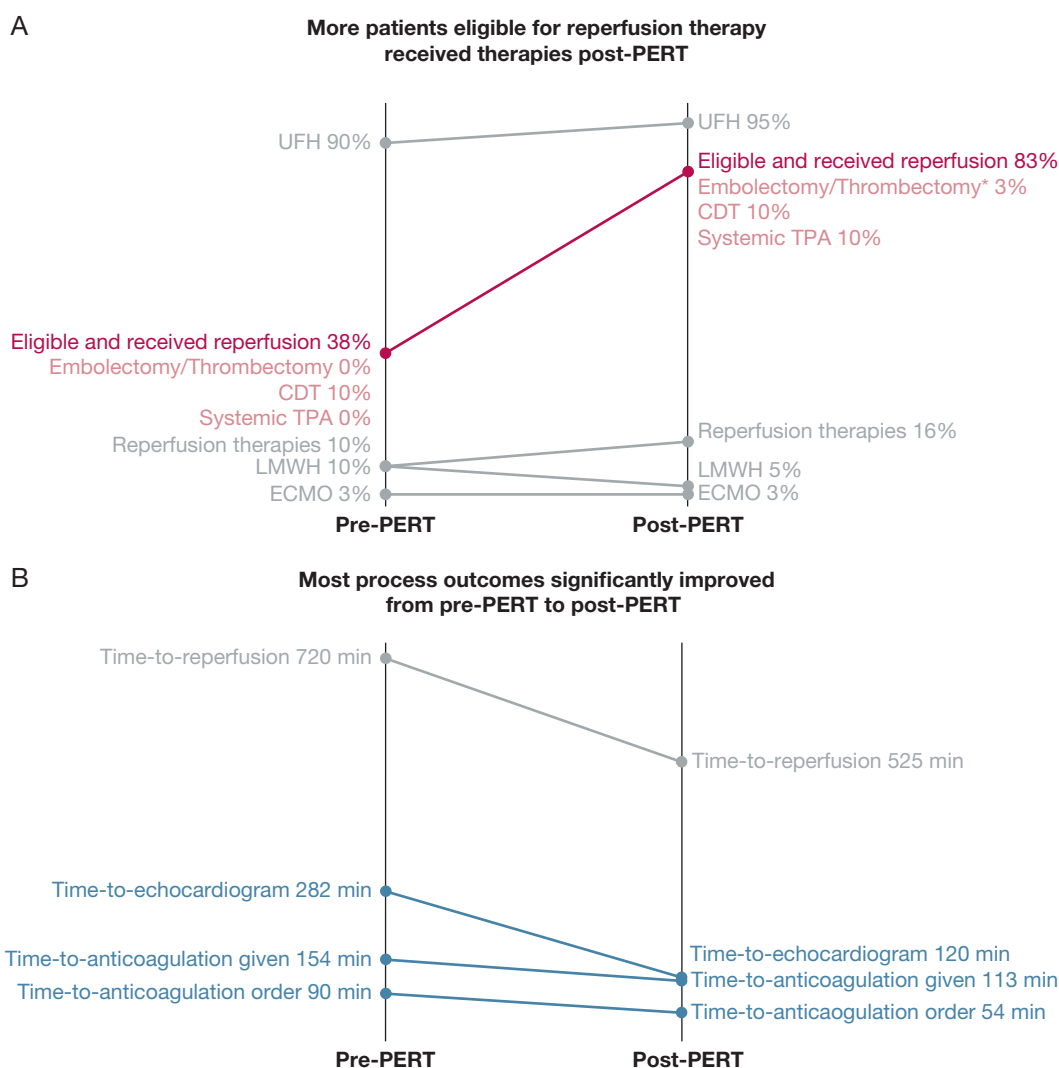 A
More patients eligible for reperfusion therapy
received therapies post-PERT
UFH 90%
UFH 95%
Eligible and received reperfusion 83%
Embolectomy/Thrombectomy* 3%
CDT 10%
Systemic TPA 10%
Eligible and received reperfusion 38%
Embolectomy/Thrombectomy 0%
CDT 10%
Systemic TPA 0%
Reperfusion therapies 10%
LMWH 10%
ECMO 3%
Reperfusion therapies 16%
LMWH 5%
ECMO 3%
Pre-PERT
Post-PERT
B
Most process outcomes significantly improved
from pre-PERT to post-PERT
Time-to-reperfusion 720 min
Time-to-reperfusion 525 min
Time-to-echocardiogram 282 min
Time-to-anticoagulation given 154 min
Time-to-anticoagulation order 90 min
Time-to-echocardiogram 120 min
Time-to-anticoagulation given 113 min
Time-to-anticaogulation order 54 min
Pre-PERT
Post-PERT